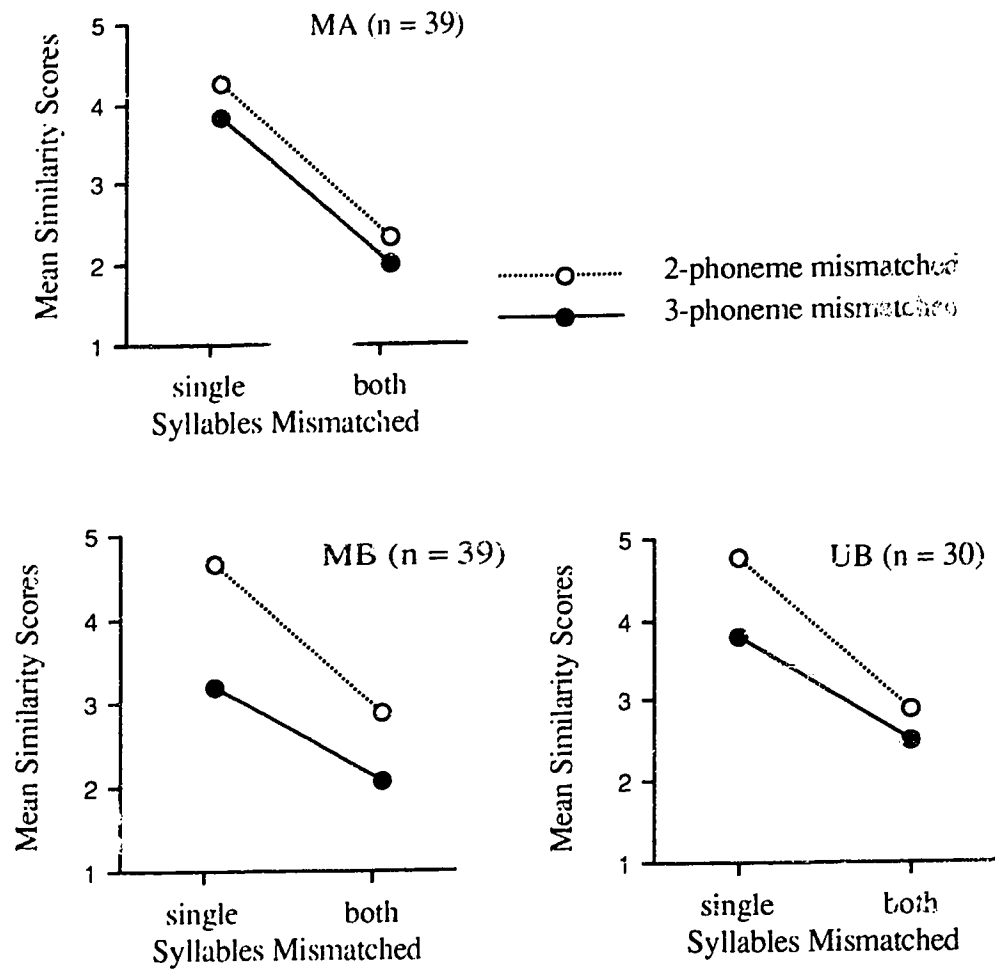 MA (n = 39)
Mean Similarity Scores
5
4
3
2
1
single both
Syllables Mismatched
2-phoneme mismatched
3-phoneme mismatched
MB (n = 39)
Mean Similarity Scores
5
4
3
2
1
single both
Syllables Mismatched
UB (n = 30)
Mean Similarity Scores
5
4
3
2
1
single both
Syllables Mismatched